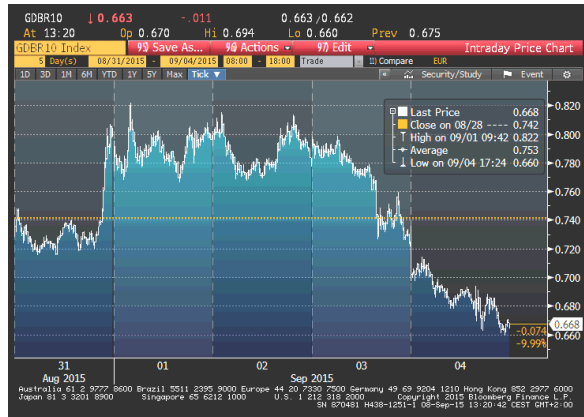 GDBR10 ↓0.663 -.011 0.663/0.662
At 13:20 Op 0.670 Hi 0.694 Lo 0.660 Prev 0.675
GDBR10 Index 99) Save As... 98) Actions 97) Edit Intraday Price Chart
5 Day(s) 08/31/2015 - 09/04/2015 08:00 - 18:00 Trade 11) Compare EUR
1D 3D 1M 6M YTD 1Y 5Y Max Tick ▼ « Security/Study Event
Last Price 0.668
Close on 08/28 ---- 0.742
High on 09/01 09:42 0.822
Average 0.753
Low on 09/04 17:24 0.660
0.820
0.800
0.780
0.760
0.740
0.720
0.700
0.680
0.668
-0.074
0.660
-9.99%
31 01 02 03 04
Aug 2015 Sep 2015
Australia 61 2 9777 8600 Brazil 5511 2395 9000 Europe 44 20 7330 7500 Germany 49 69 9204 1210 Hong Kong 852 2977 6000
Japan 81 3 3201 8900 Singapore 65 6212 1000 U.S. 1 212 318 2000 Copyright 2015 Bloomberg Finance L.P.
SN 870481 H438-1251-1 08-Sep-15 13:20:42 CEST GMT+2:00